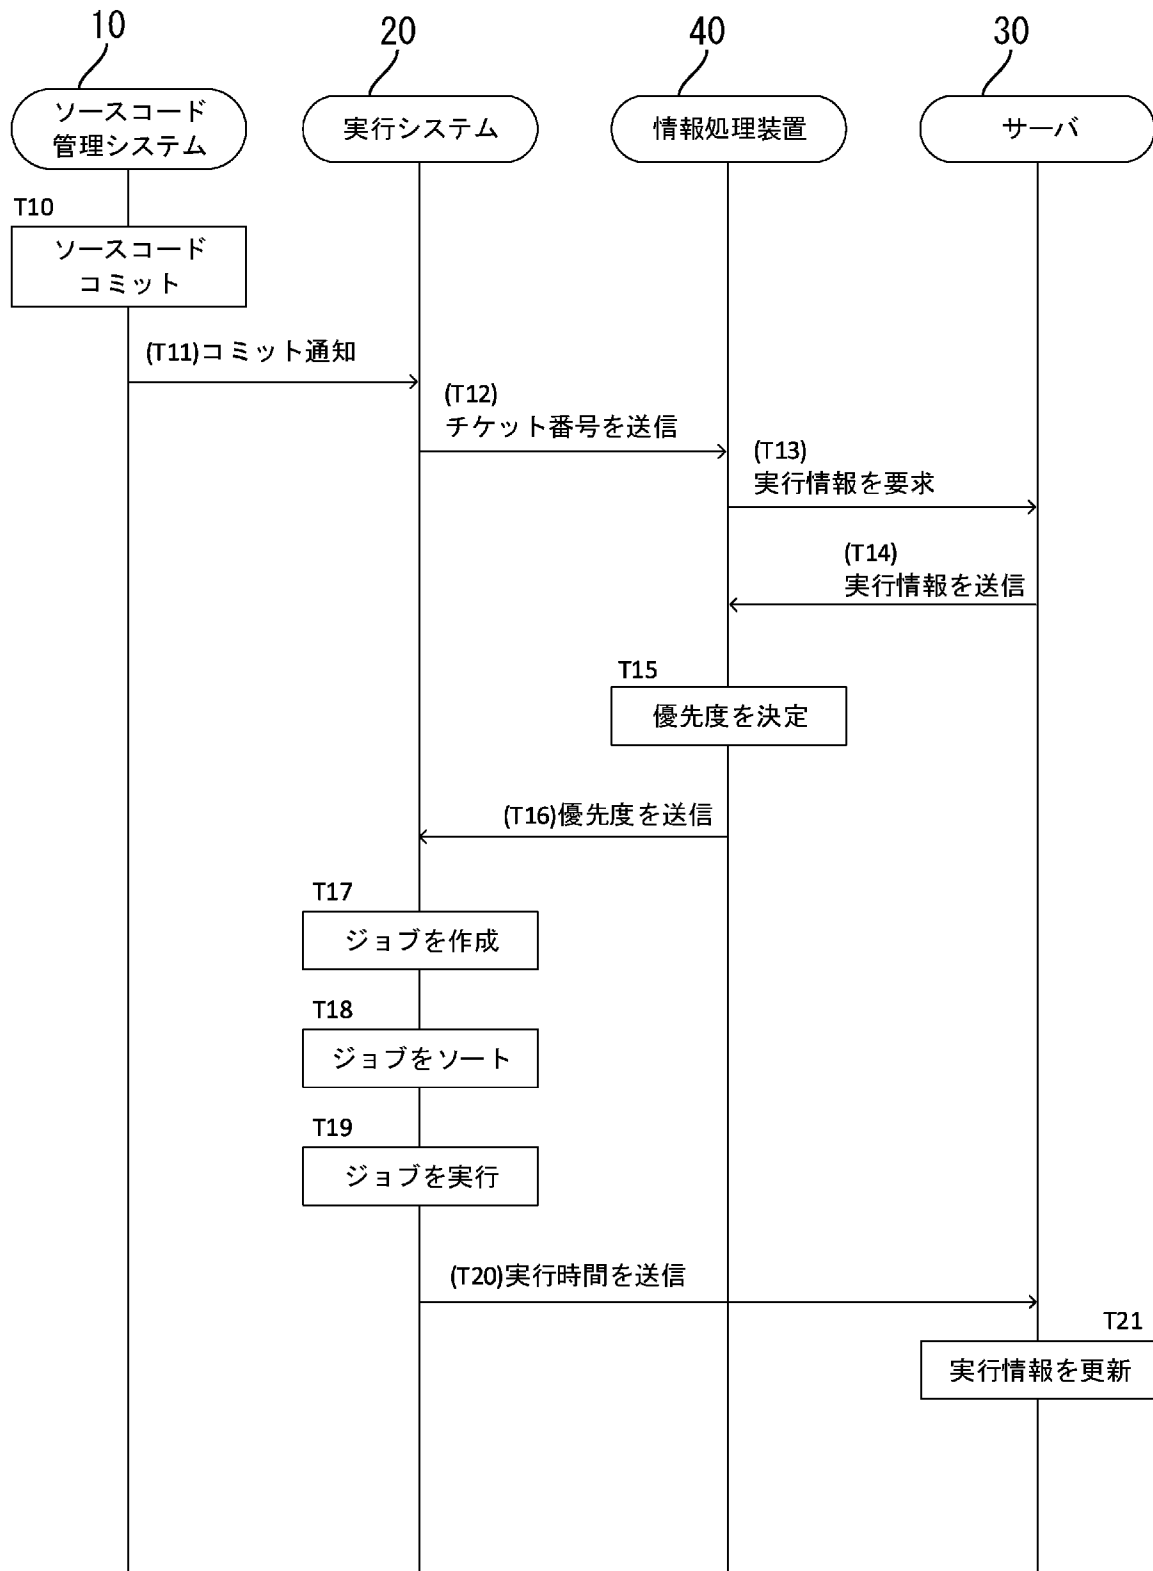 10
20
40
30
ソースコード
管理システム
実行システム
情報処理装置
サーバ
T10
ソースコード
コミット
(T11)コミット通知
(T12)
チケット番号を送信
(T13)
実行情報を要求
(T14)
実行情報を送信
T15
優先度を決定
(T16)優先度を送信
T17
ジョブを作成
T18
ジョブをソート
T19
ジョブを実行
(T20)実行時間を送信
T21
実行情報を更新